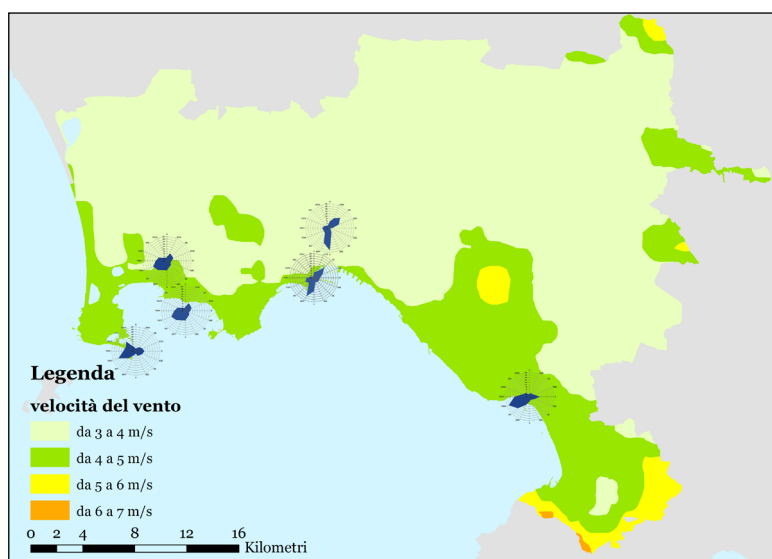 Legenda
velocità del vento
da 3 a 4 m/s
da 4 a 5 m/s
da 5 a 6 m/s
da 6 a 7 m/s
0 2 4 8 12 16
Kilometri